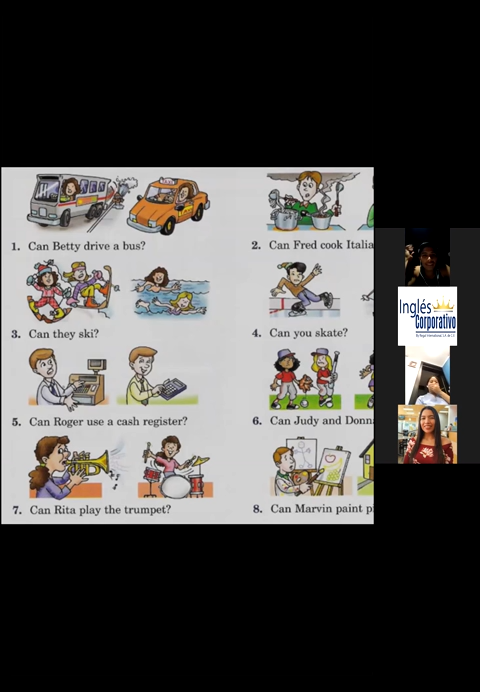 1. Can Betty drive a bus?
2. Can Fred cook Italia
3. Can they ski?
4. Can you skate?
5. Can Roger use a cash register?
6. Can Judy and Donn
7. Can Rita play the trumpet?
8. Can Marvin paint p
Inglés
Corporativo